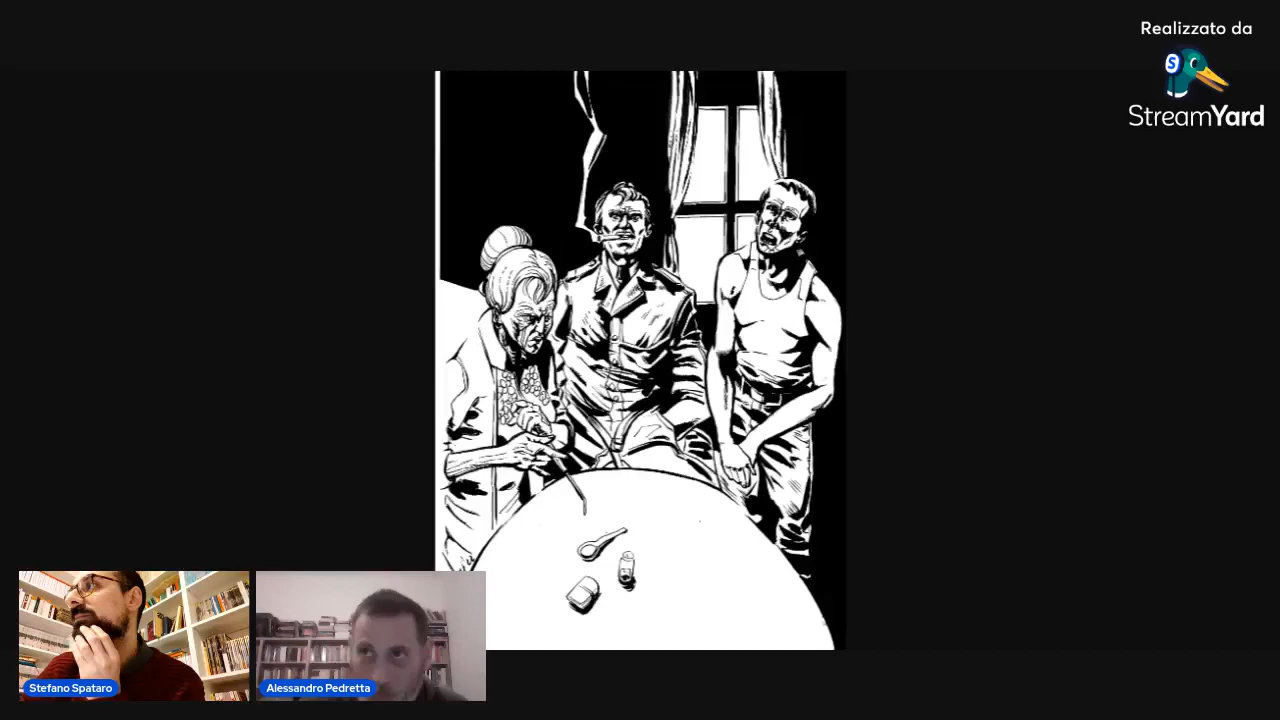 Realizzato da
StreamYard
Stefano Spataro
Alessandro Pedretta